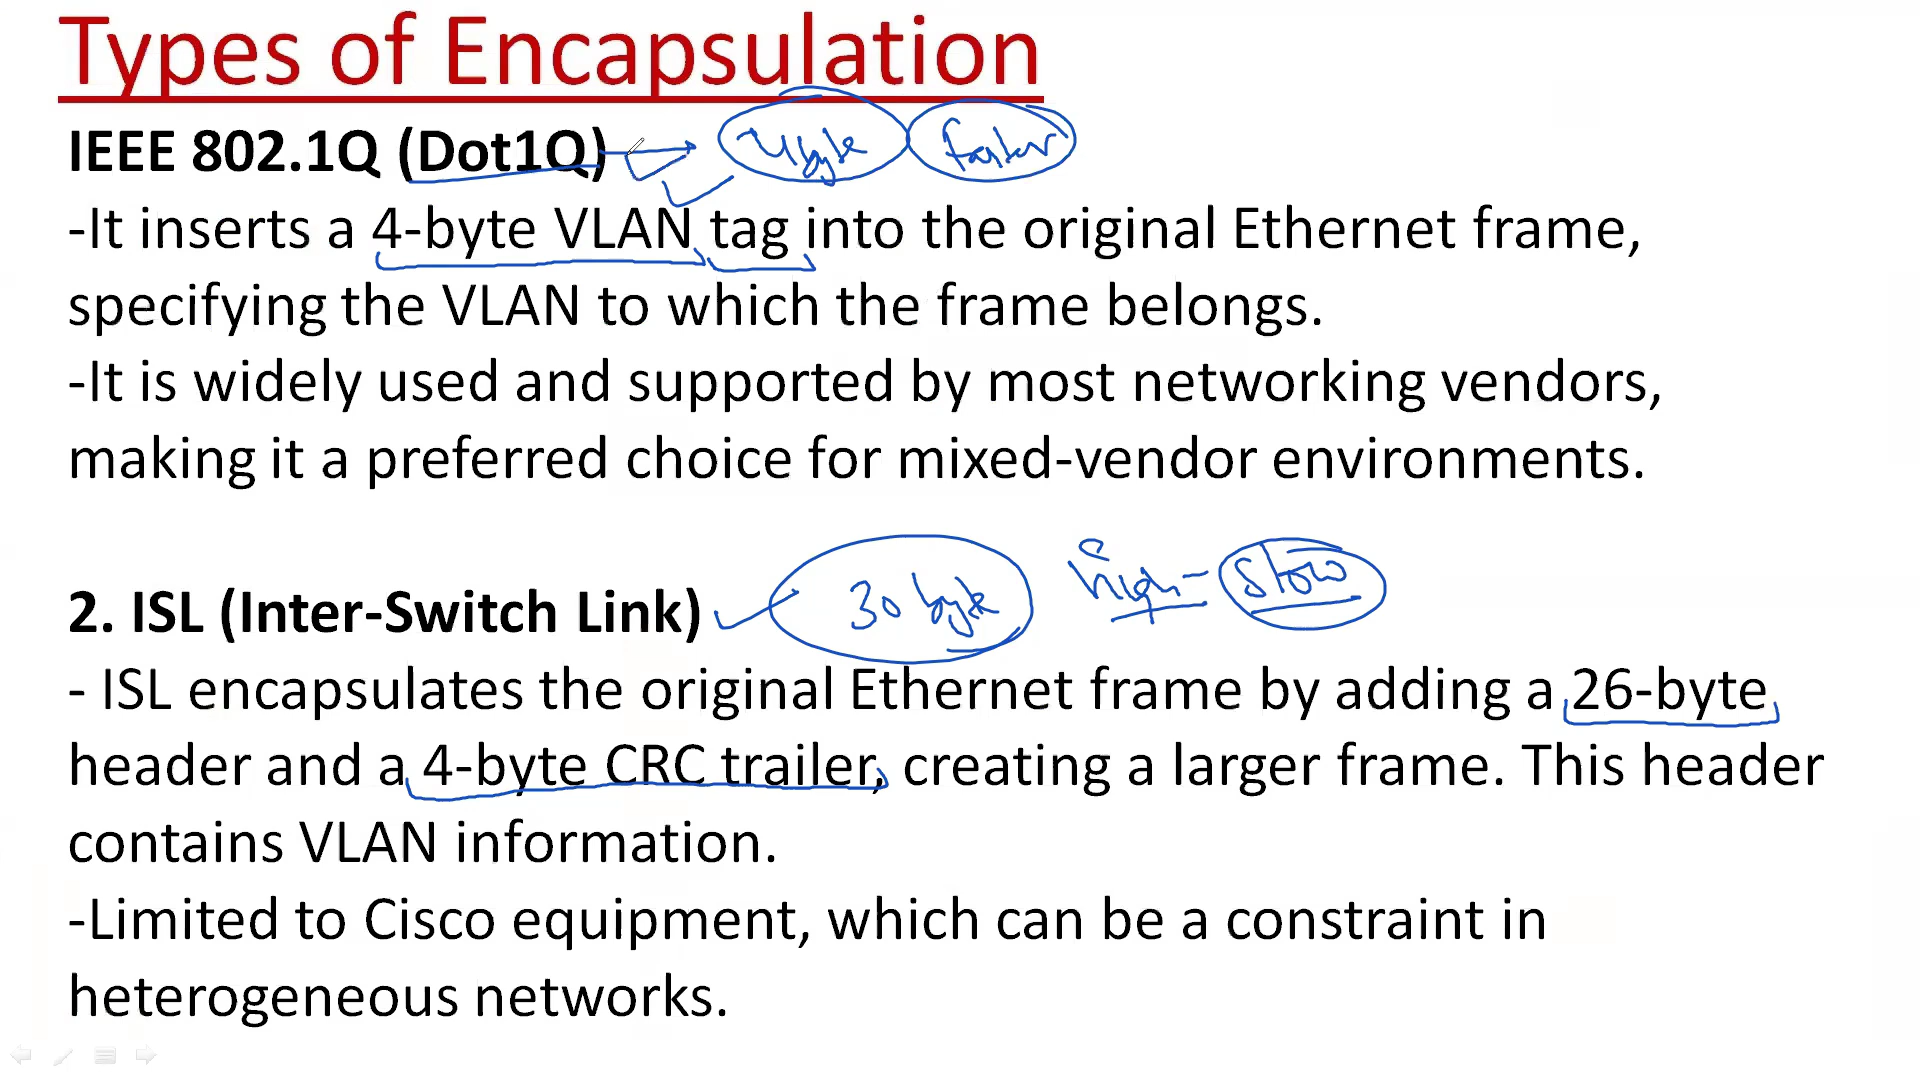 Types of Encapsulation
IEEE 802.1Q (Dot1Q) 4 byte faster
-It inserts a 4-byte VLAN tag into the original Ethernet frame,
specifying the VLAN to which the frame belongs.
-It is widely used and supported by most networking vendors,
making it a preferred choice for mixed-vendor environments.
2. ISL (Inter-Switch Link) 30 byte high = slow
- ISL encapsulates the original Ethernet frame by adding a 26-byte
header and a 4-byte CRC trailer, creating a larger frame. This header
contains VLAN information.
-Limited to Cisco equipment, which can be a constraint in
heterogeneous networks.